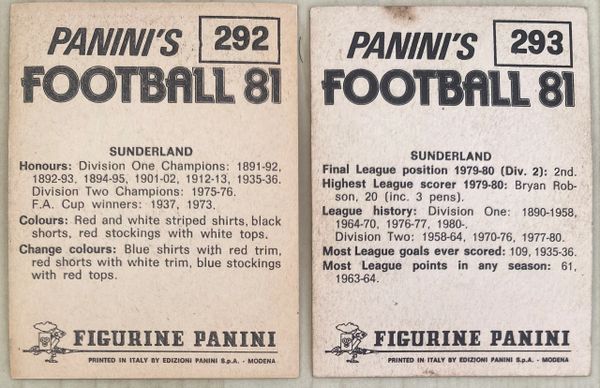 PANINI'S 292
FOOTBALL 81
SUNDERLAND
Honours: Division One Champions: 1891-92,
1892-93, 1894-95, 1901-02, 1912-13, 1935-36.
Division Two Champions: 1975-76.
F.A. Cup winners: 1937, 1973.
Colours: Red and white striped shirts, black
shorts, red stockings with white tops.
Change colours: Blue shirts with red trim,
red shorts with white trim, blue stockings
with red tops.
FIGURINE PANINI
PRINTED IN ITALY BY EDIZIONI PANINI S.p.A. - MODENA
PANINI'S 293
FOOTBALL 81
SUNDERLAND
Final League position 1979-80 (Div. 2): 2nd.
Highest League scorer 1979-80: Bryan Rob-
son, 20 (inc. 3 pens).
League history: Division One: 1890-1958,
1964-70, 1976-77, 1980-.
Division Two: 1958-64, 1970-76, 1977-80.
Most League goals ever scored: 109, 1935-36.
Most League points in any season: 61,
1963-64.
FIGURINE PANINI
PRINTED IN ITALY BY EDIZIONI PANINI S.p.A. - MODENA